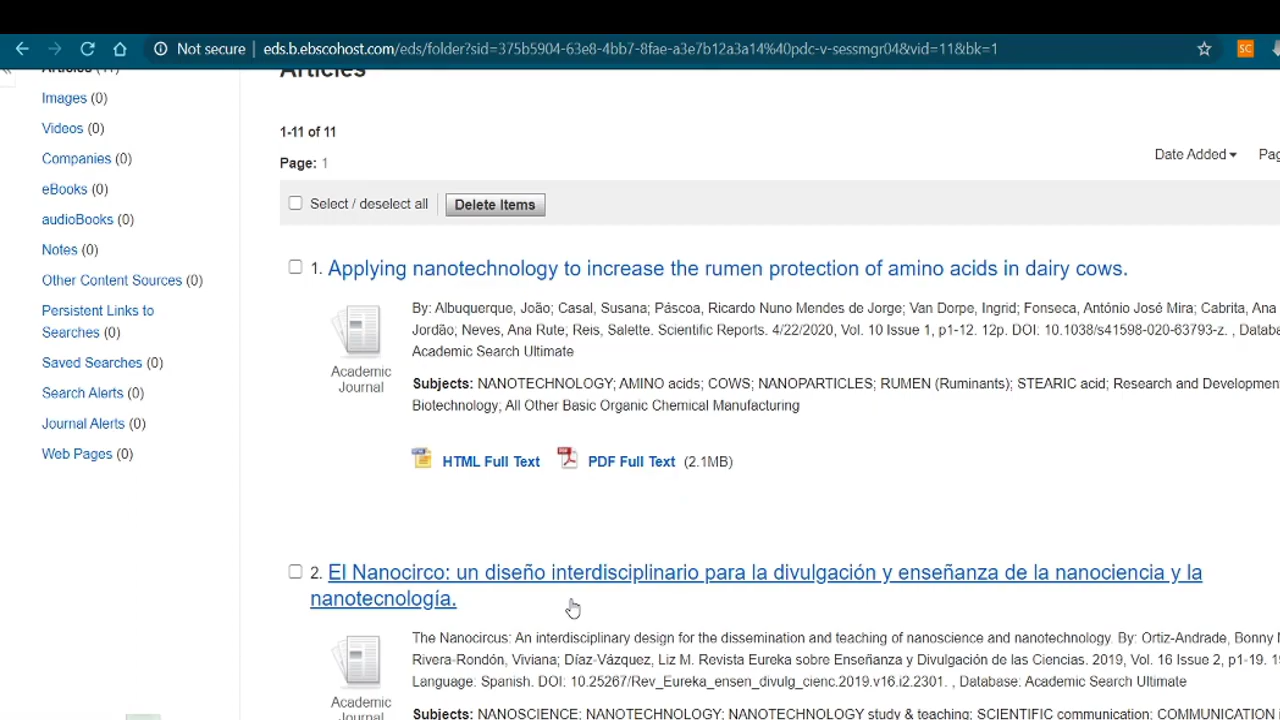 Not secure | eds.b.ebscohost.com/eds/folder?sid=375b5904-63e8-4bb7-8fae-a3e7b12a3a14%40pdc-v-sessmgr04&vid=11&bk=1
SC
Articles (11)
Images (0)
Videos (0)
Companies (0)
eBooks (0)
audioBooks (0)
Notes (0)
Other Content Sources (0)
Persistent Links to
Searches (0)
Saved Searches (0)
Search Alerts (0)
Journal Alerts (0)
Web Pages (0)
Articles
1-11 of 11
Page: 1
Date Added
Select / deselect all
Delete Items
1. Applying nanotechnology to increase the rumen protection of amino acids in dairy cows.
By: Albuquerque, João; Casal, Susana; Páscoa, Ricardo Nuno Mendes de Jorge; Van Dorpe, Ingrid; Fonseca, António José Mira; Cabrita, Ana
Jordão; Neves, Ana Rute; Reis, Salette. Scientific Reports. 4/22/2020, Vol. 10 Issue 1, p1-12. 12p. DOI: 10.1038/s41598-020-63793-z. , Databa
Academic Search Ultimate
Academic
Journal
Subjects: NANOTECHNOLOGY; AMINO acids; COWS; NANOPARTICLES; RUMEN (Ruminants); STEARIC acid; Research and Developmen
Biotechnology; All Other Basic Organic Chemical Manufacturing
HTML Full Text PDF Full Text (2.1MB)
2. El Nanocirco: un diseño interdisciplinario para la divulgación y enseñanza de la nanociencia y la
nanotecnología.
The Nanocircus: An interdisciplinary design for the dissemination and teaching of nanoscience and nanotechnology. By: Ortiz-Andrade, Bonny
Rivera-Rondón, Viviana; Díaz-Vázquez, Liz M. Revista Eureka sobre Enseñanza y Divulgación de las Ciencias. 2019, Vol. 16 Issue 2, p1-19.
Language: Spanish. DOI: 10.25267/Rev_Eureka_ensen_divulg_cienc.2019.v16.i2.2301. , Database: Academic Search Ultimate
Academic
Journal
Subjects: NANOSCIENCE; NANOTECHNOLOGY; NANOTECHNOLOGY study & teaching; SCIENTIFIC communication; COMMUNICATION